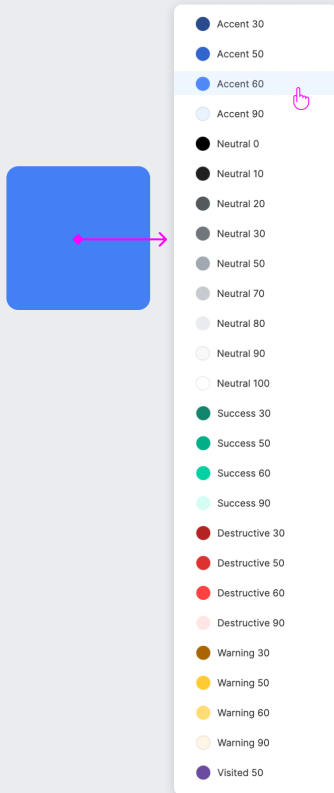 Accent 30
Accent 50
Accent 60
Accent 90
Neutral 0
Neutral 10
Neutral 20
Neutral 30
Neutral 50
Neutral 70
Neutral 80
Neutral 90
Neutral 100
Success 30
Success 50
Success 60
Success 90
Destructive 30
Destructive 50
Destructive 60
Destructive 90
Warning 30
Warning 50
Warning 60
Warning 90
Visited 50